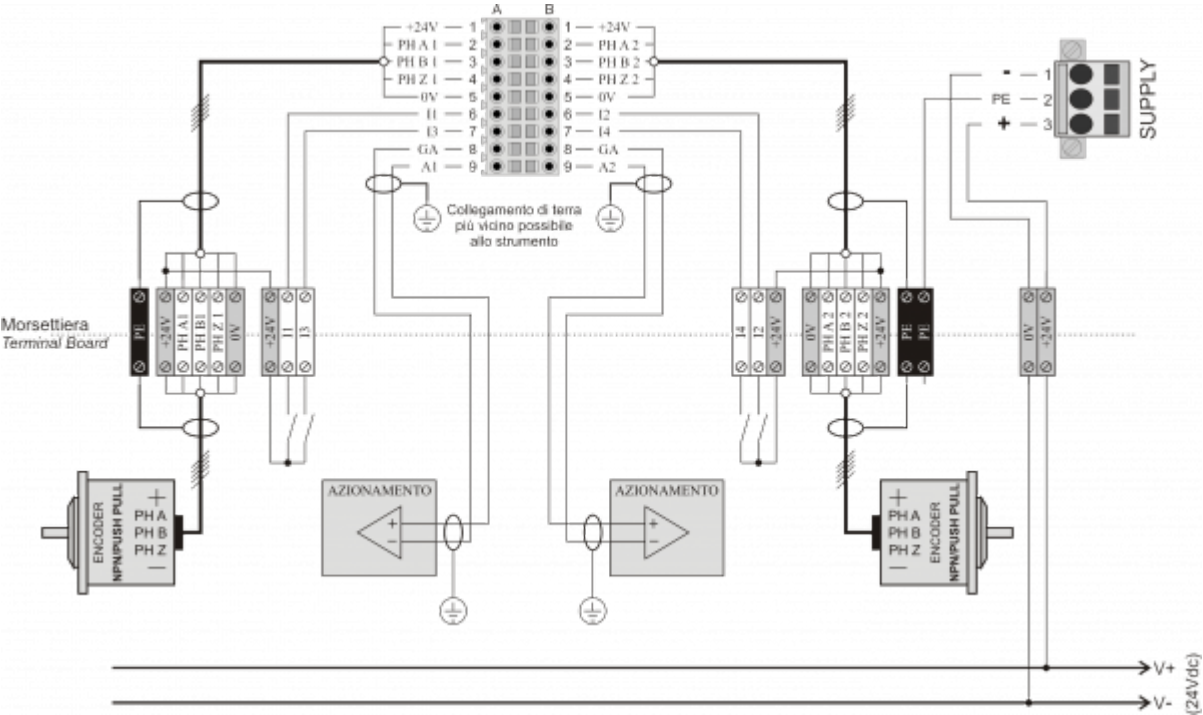 A B
+24V 1 1 +24V
PH A 1 2 2 PH A 2
PH B 1 3 3 PH B 2
PH Z 1 4 4 PH Z 2
0V 5 5 0V
I1 6 6 I2
I3 7 7 I4
GA 8 8 GA
A1 9 9 A2
- 1
PE 2
+ 3
SUPPLY
Collegamento di terra
più vicino possibile
allo strumento
Morsettiera
Terminal Board
PE
+24V
PH A1
PH B1
PH Z 1
0V
+24V
I1
I3
I4
I2
+24V
0V
PH A 2
PH B 2
PH Z 2
+24V
PE
PE
0V
+24V
ENCODER
NPN/PUSH PULL
+
PH A
PH B
PH Z
−
AZIONAMENTO
+
−
AZIONAMENTO
+
−
+
PH A
PH B
PH Z
−
ENCODER
NPN/PUSH PULL
V+
V-
(24Vdc)